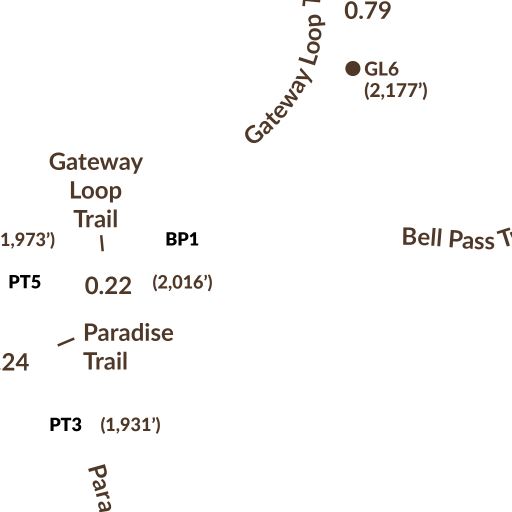 0.79
Gateway Loop
GL6
(2,177’)
Gateway
Loop
Trail
1,973’)
BP1
Bell Pass
PT5
0.22
(2,016’)
Paradise
Trail
.24
PT3 (1,931’)
Para